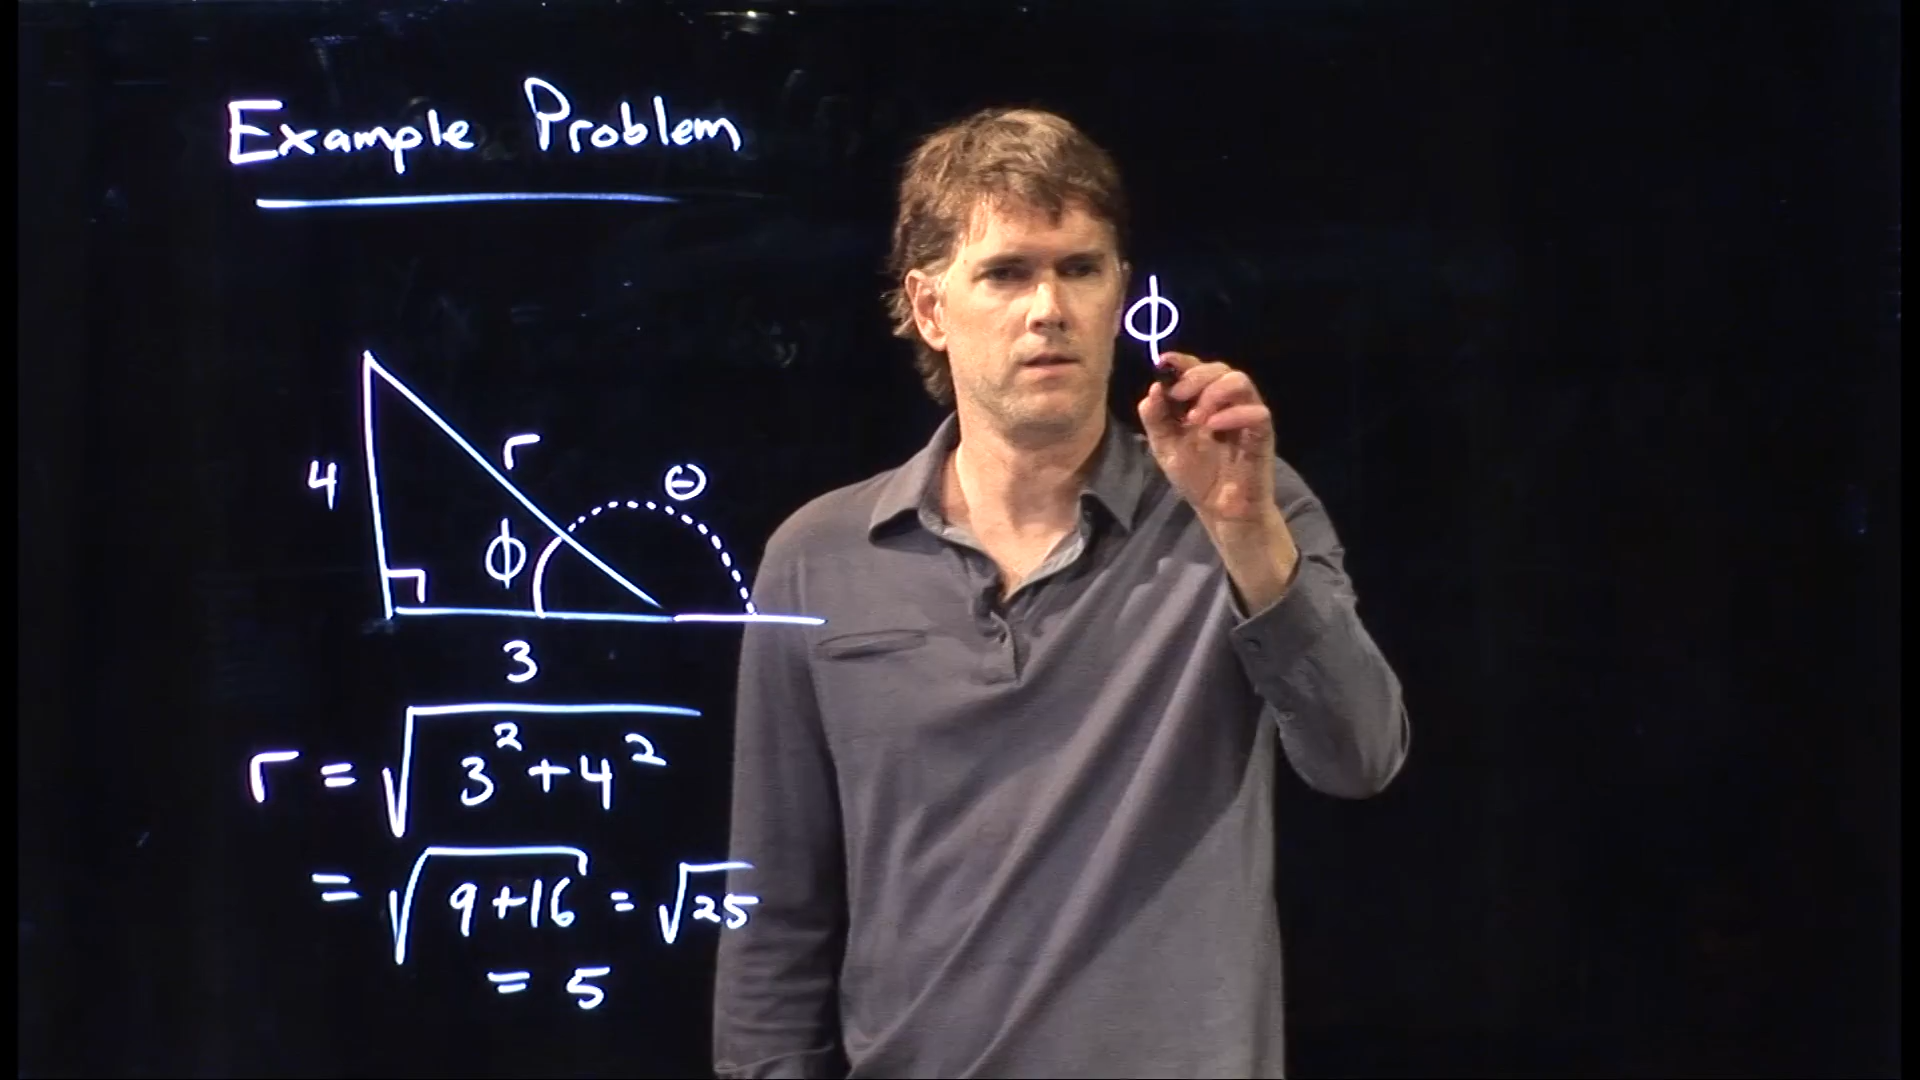 Example Problem
ϕ
r
θ
4
ϕ
3
r = √3² + 4²
= √9+16 = √25
= 5